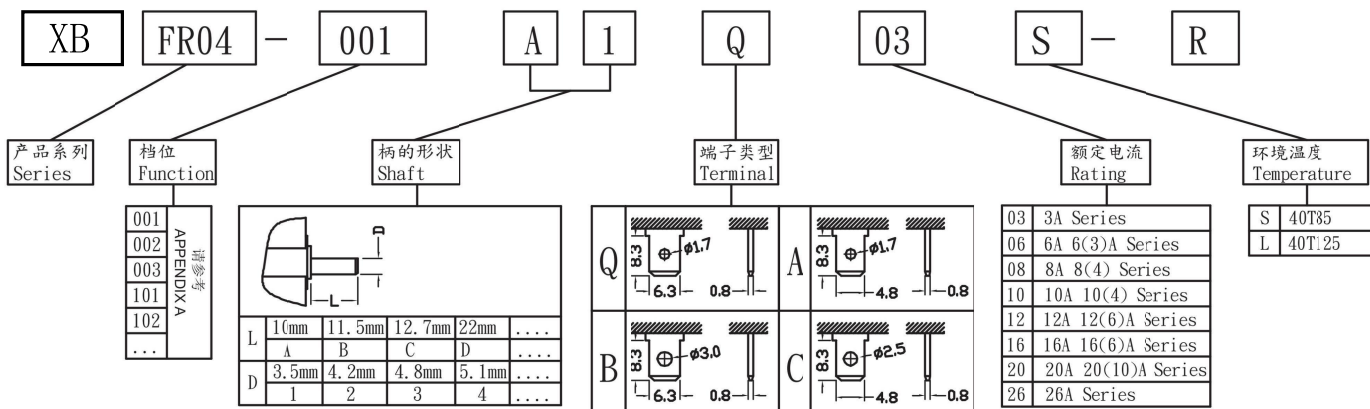 XB FR04 - 001 A 1 Q 03 S - R
产品系列
Series
档位
Function
柄的形状
Shaft
端子类型
Terminal
额定电流
Rating
环境温度
Temperature
001
002
003
101
102
...
请参考
APPENDIX A
D
L
L 10mm 11.5mm 12.7mm 22mm ....
A B C D ....
D 3.5mm 4.2mm 4.8mm 5.1mm ....
1 2 3 4 ....
Q 8.3 ø1.7 6.3 0.8
A 8.3 ø1.7 4.8 0.8
B 8.3 ø3.0 6.3 0.8
C 8.3 ø2.5 4.8 0.8
03 3A Series
06 6A 6(3)A Series
08 8A 8(4) Series
10 10A 10(4) Series
12 12A 12(6)A Series
16 16A 16(6)A Series
20 20A 20(10)A Series
26 26A Series
S 40T85
L 40T125